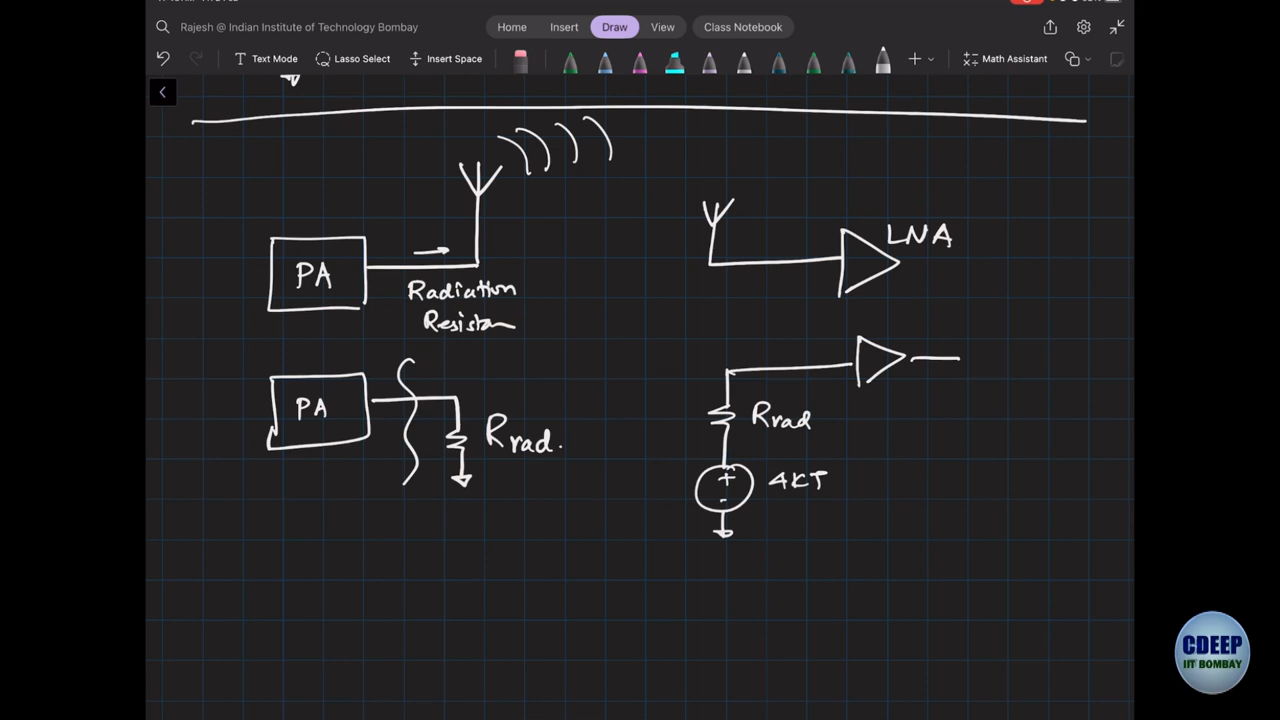 Rajesh @ Indian Institute of Technology Bombay
Home Insert Draw View Class Notebook
Text Mode Lasso Select Insert Space Math Assistant
LNA
PA
Radiation
PA
Rrad.
Rrad
4KT
CDEEP
IIT BOMBAY